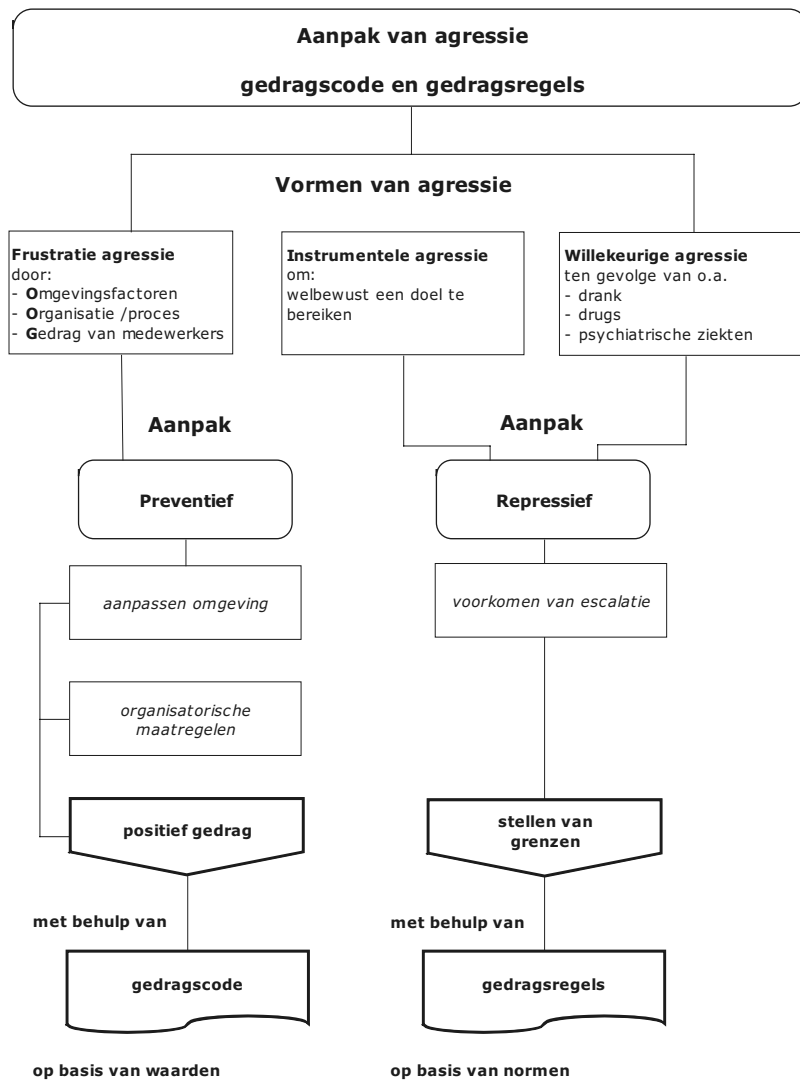 Aanpak van agressie
gedragscode en gedragsregels
Vormen van agressie
Frustratie agressie
door:
- Omgevingsfactoren
- Organisatie /proces
- Gedrag van medewerkers
Instrumentele agressie
om:
welbewust een doel te
bereiken
Willekeurige agressie
ten gevolge van o.a.
- drank
- drugs
- psychiatrische ziekten
Aanpak
Aanpak
Preventief
Repressief
aanpassen omgeving
voorkomen van escalatie
organisatorische
maatregelen
positief gedrag
stellen van
grenzen
met behulp van
met behulp van
gedragscode
gedragsregels
op basis van waarden
op basis van normen